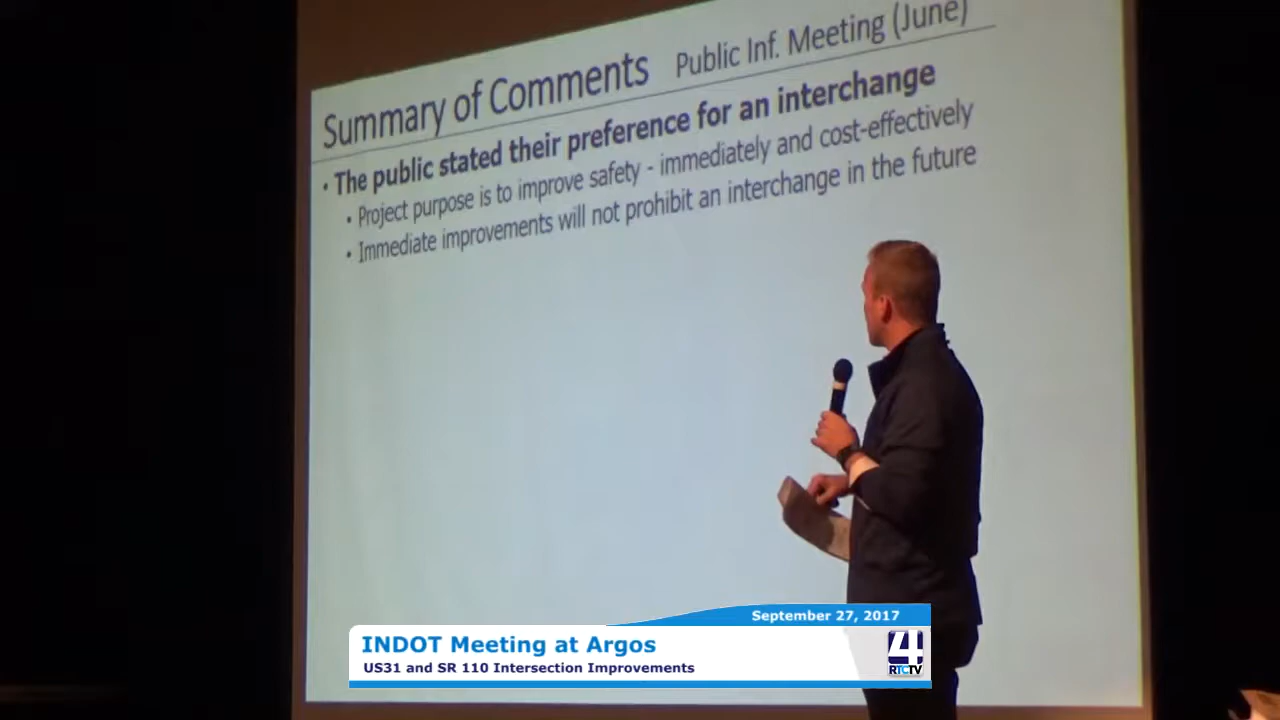 Summary of Comments Public Inf. Meeting (June)
• The public stated their preference for an interchange
• Project purpose is to improve safety - immediately and cost-effectively
• Immediate improvements will not prohibit an interchange in the future
September 27, 2017
INDOT Meeting at Argos
US31 and SR 110 Intersection Improvements
4
RTCTV